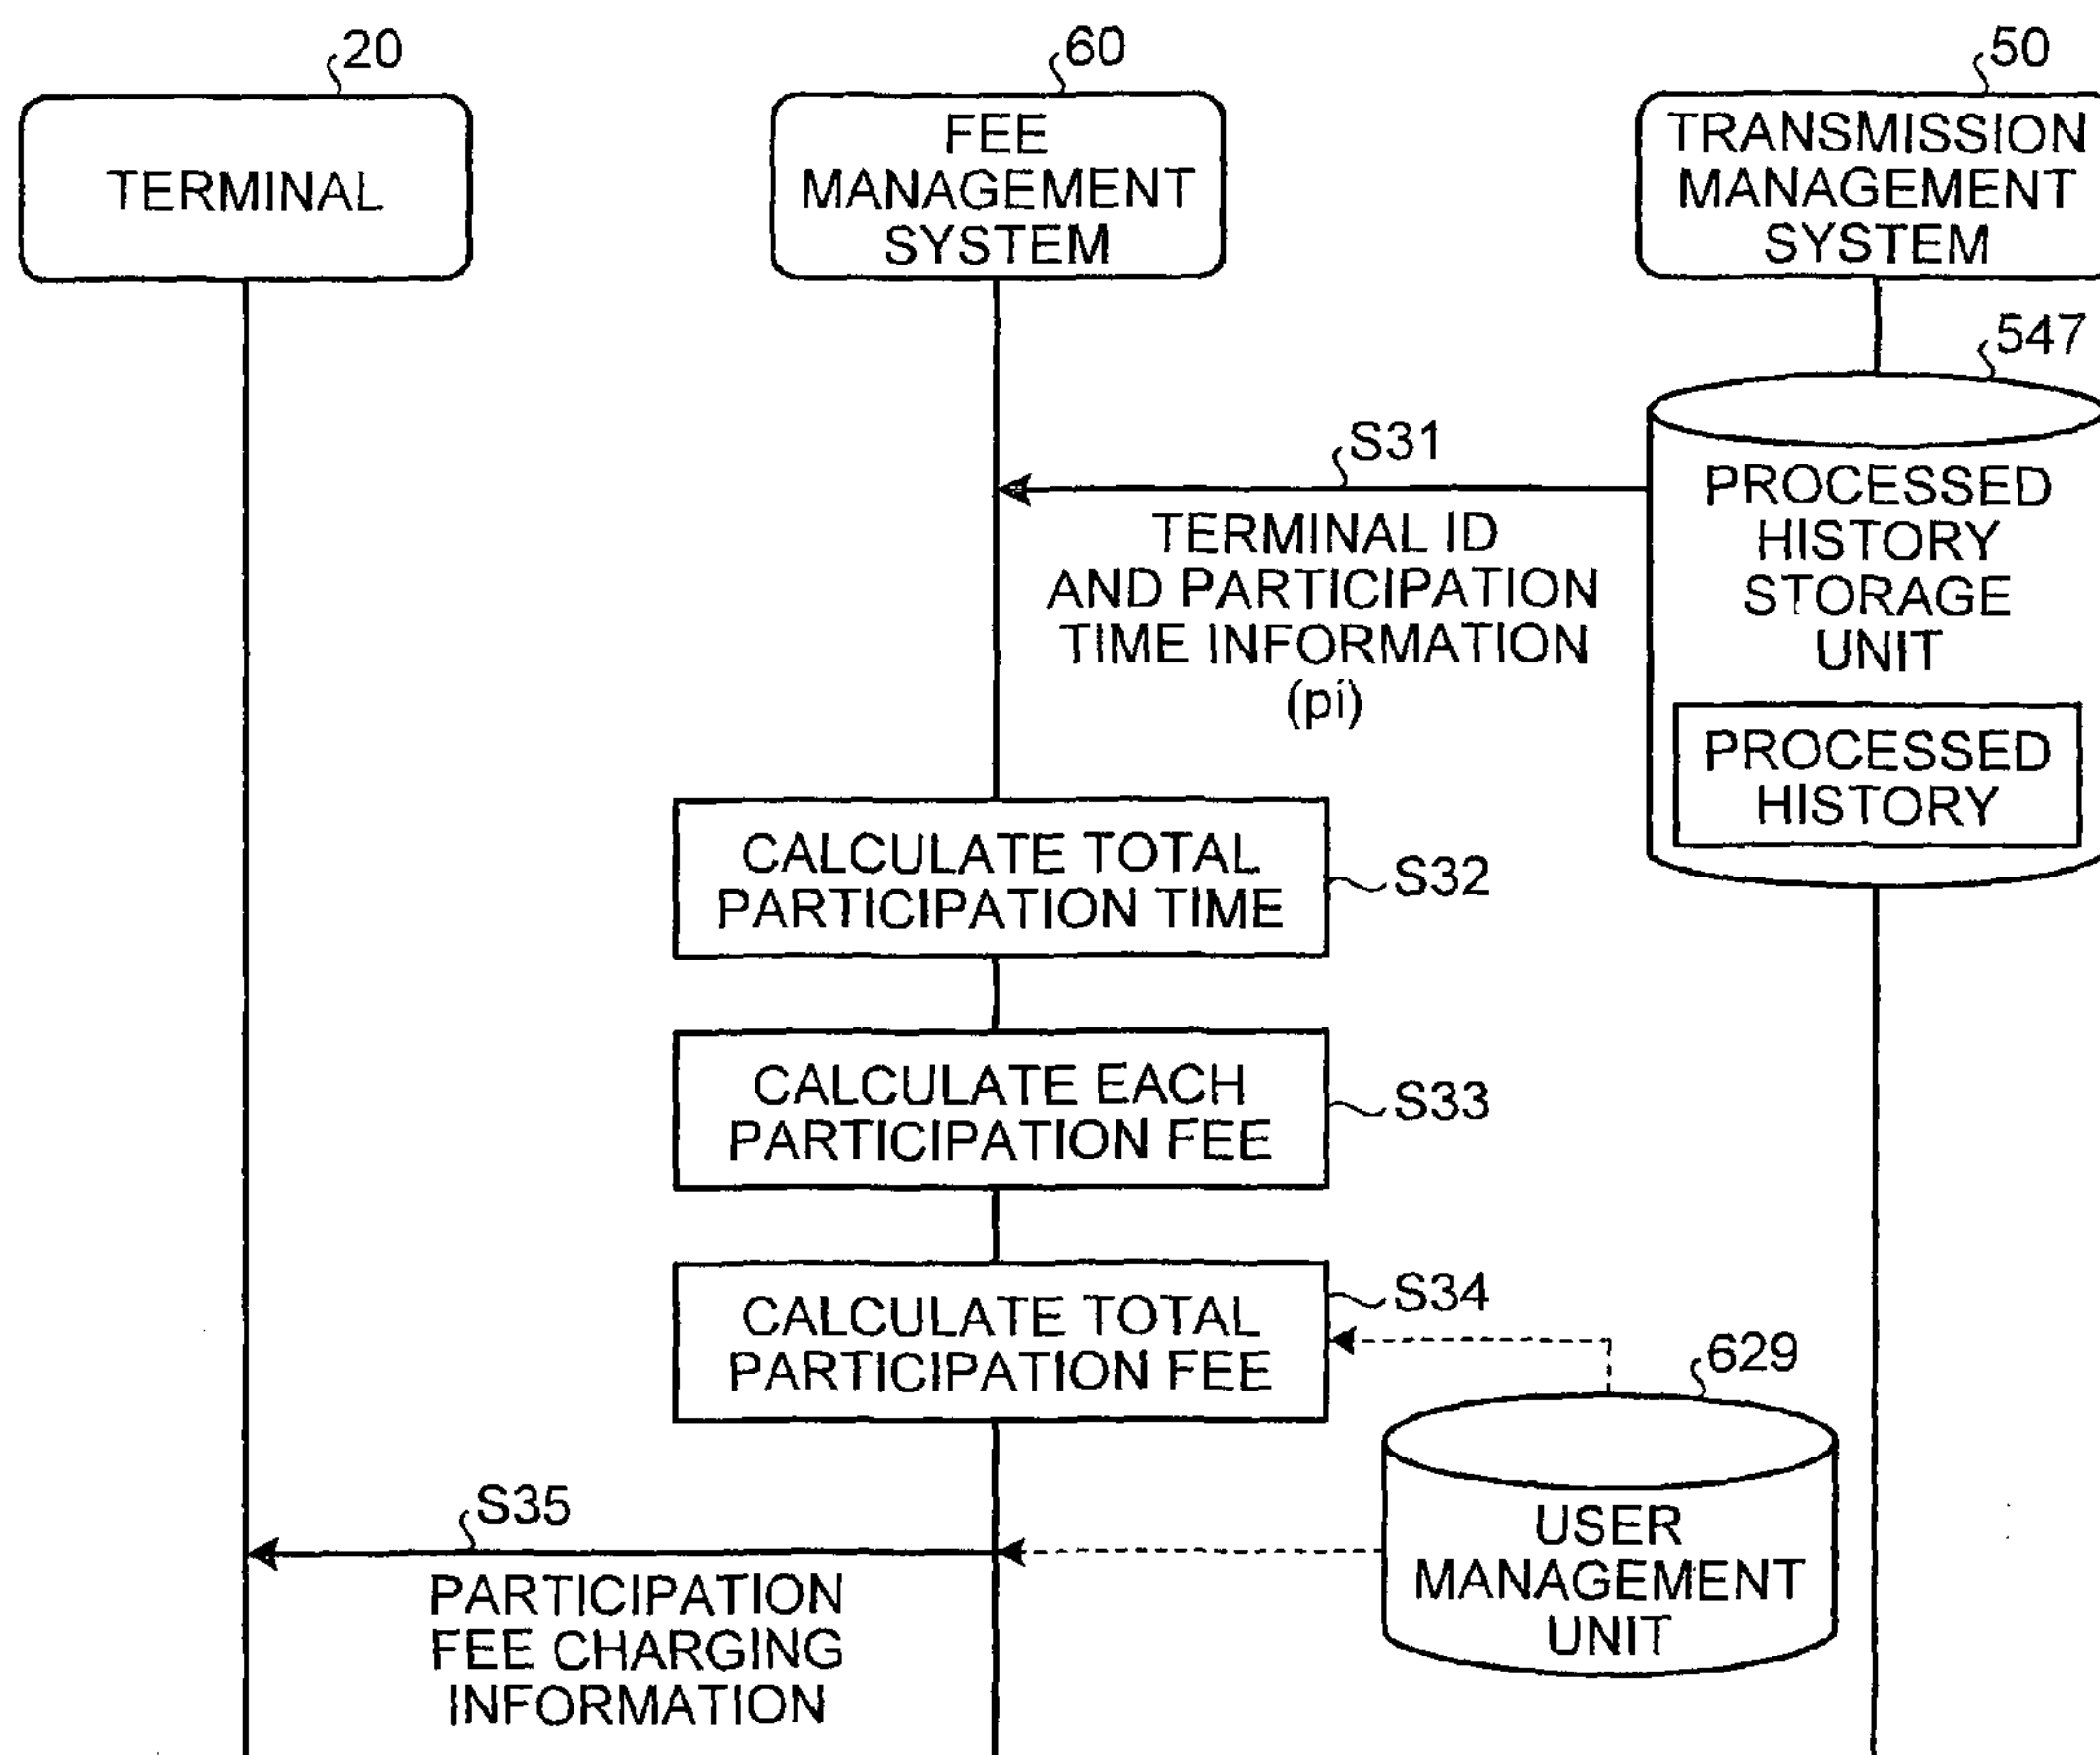 20
60
50
TERMINAL
FEE
MANAGEMENT
SYSTEM
TRANSMISSION
MANAGEMENT
SYSTEM
547
S31
TERMINAL ID
AND PARTICIPATION
TIME INFORMATION
(pi)
PROCESSED
HISTORY
STORAGE
UNIT
PROCESSED
HISTORY
CALCULATE TOTAL
PARTICIPATION TIME
S32
CALCULATE EACH
PARTICIPATION FEE
S33
CALCULATE TOTAL
PARTICIPATION FEE
S34
629
USER
MANAGEMENT
UNIT
S35
PARTICIPATION
FEE CHARGING
INFORMATION